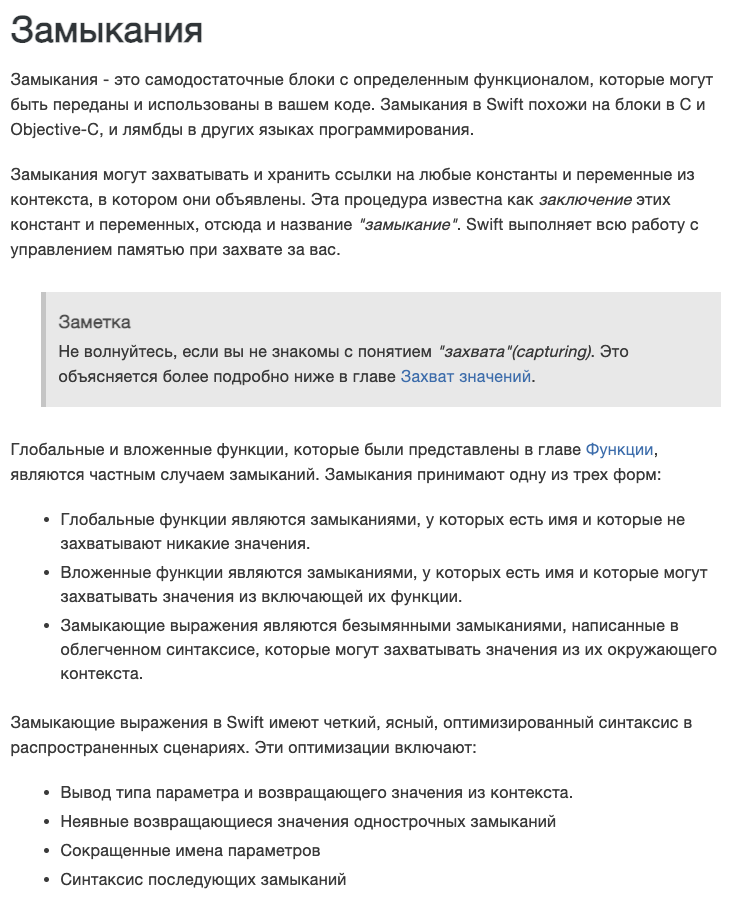 Замыкания
Замыкания - это самодостаточные блоки с определенным функционалом, которые могут
быть переданы и использованы в вашем коде. Замыкания в Swift похожи на блоки в C и
Objective-C, и лямбды в других языках программирования.
Замыкания могут захватывать и хранить ссылки на любые константы и переменные из
контекста, в котором они объявлены. Эта процедура известна как заключение этих
констант и переменных, отсюда и название "замыкание". Swift выполняет всю работу с
управлением памятью при захвате за вас.
Заметка
Не волнуйтесь, если вы не знакомы с понятием "захвата"(capturing). Это
объясняется более подробно ниже в главе Захват значений.
Глобальные и вложенные функции, которые были представлены в главе Функции,
являются частным случаем замыканий. Замыкания принимают одну из трех форм:
• Глобальные функции являются замыканиями, у которых есть имя и которые не
захватывают никакие значения.
• Вложенные функции являются замыканиями, у которых есть имя и которые могут
захватывать значения из включающей их функции.
• Замыкающие выражения являются безымянными замыканиями, написанные в
облегченном синтаксисе, которые могут захватывать значения из их окружающего
контекста.
Замыкающие выражения в Swift имеют четкий, ясный, оптимизированный синтаксис в
распространенных сценариях. Эти оптимизации включают:
• Вывод типа параметра и возвращающего значения из контекста.
• Неявные возвращающиеся значения однострочных замыканий
• Сокращенные имена параметров
• Синтаксис последующих замыканий